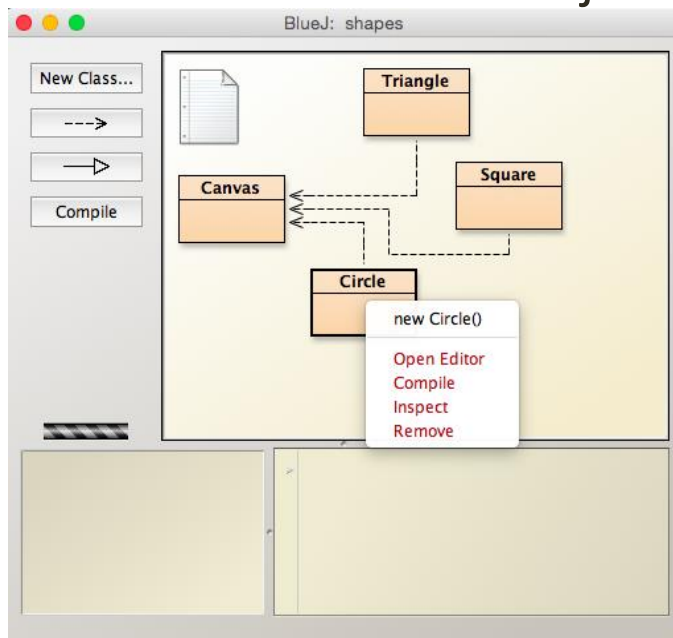 BlueJ: shapes
New Class...
Compile
Triangle
Canvas
Square
Circle
new Circle()
Open Editor
Compile
Inspect
Remove